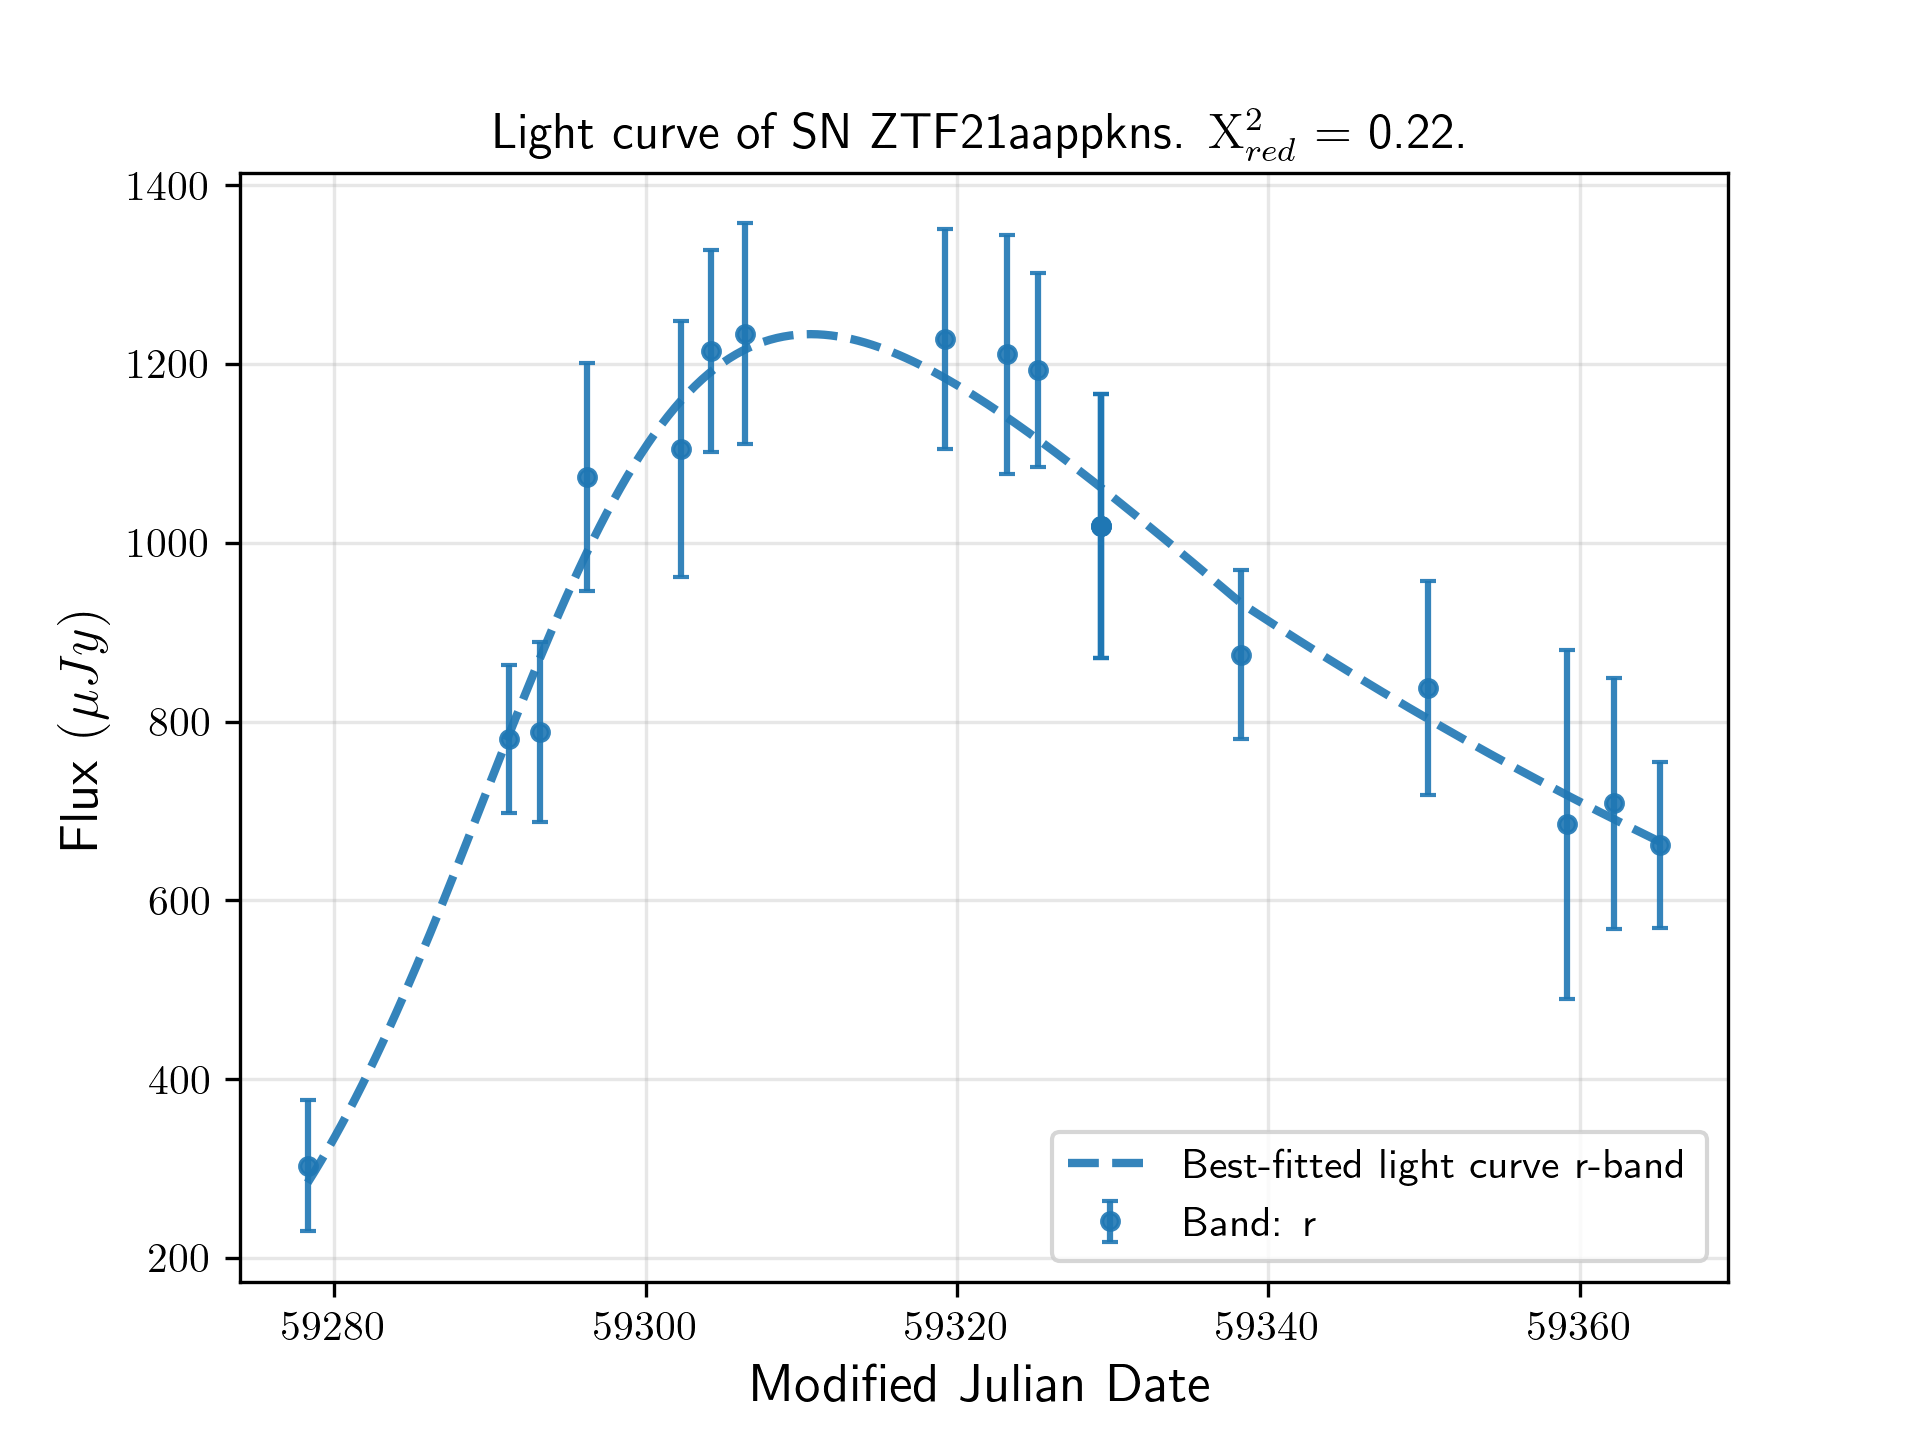 Light curve of SN ZTF21aappkns. X²_red = 0.22.
1400
1200
1000
800
600
400
200
Flux (μJy)
59280 59300 59320 59340 59360
Modified Julian Date
Best-fitted light curve r-band
Band: r